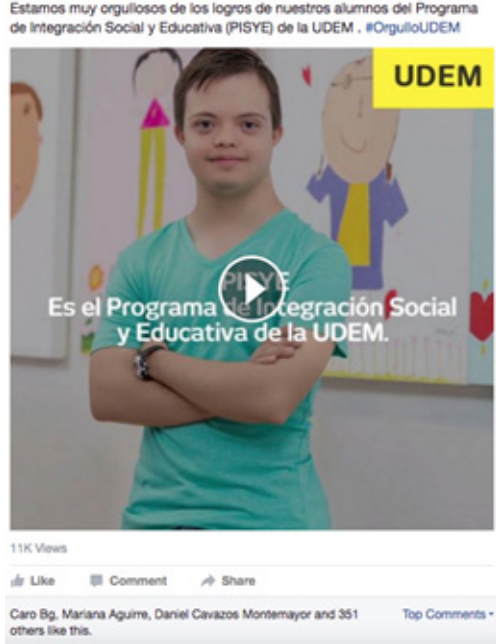 Estamos muy orgullosos de los logros de nuestros alumnos del Programa
de Integración Social y Educativa (PISYE) de la UDEM . #OrgulloUDEM
UDEM
PISYE
Es el Programa de Integración Social
y Educativa de la UDEM.
11K Views
Like Comment Share
Caro Bg, Mariana Aguirre, Daniel Cavazos Montemayor and 351
others like this.
Top Comments